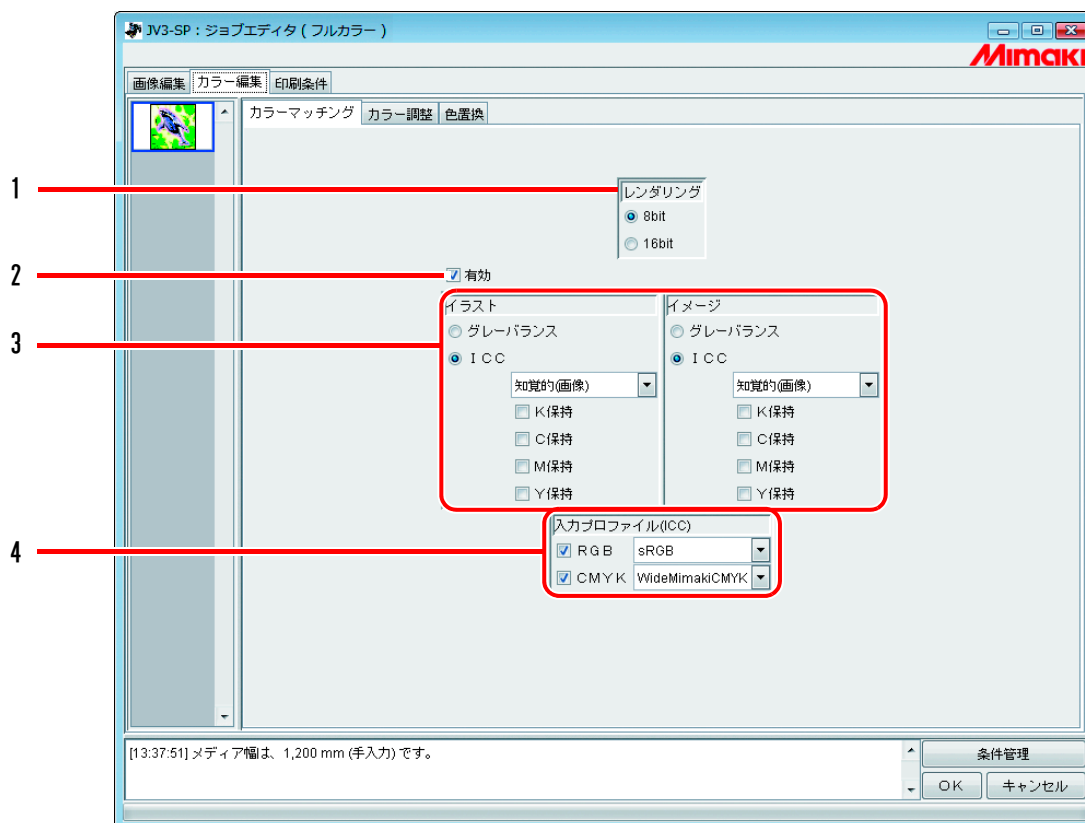 JV3-SP : ジョブエディタ ( フルカラー )
Mimaki
画像編集 カラー編集 印刷条件
カラーマッチング カラー調整 色置換
1
レンダリング
8bit
16bit
2
有効
3
イラスト
グレーバランス
ＩＣＣ
知覚的(画像)
K保持
C保持
M保持
Y保持
イメージ
グレーバランス
ＩＣＣ
知覚的(画像)
K保持
C保持
M保持
Y保持
4
入力プロファイル(ICC)
ＲＧＢ sRGB
ＣＭＹＫ WideMimakiCMYK
[13:37:51] メディア幅は、1,200 mm (手入力) です。
条件管理
ＯＫ キャンセル